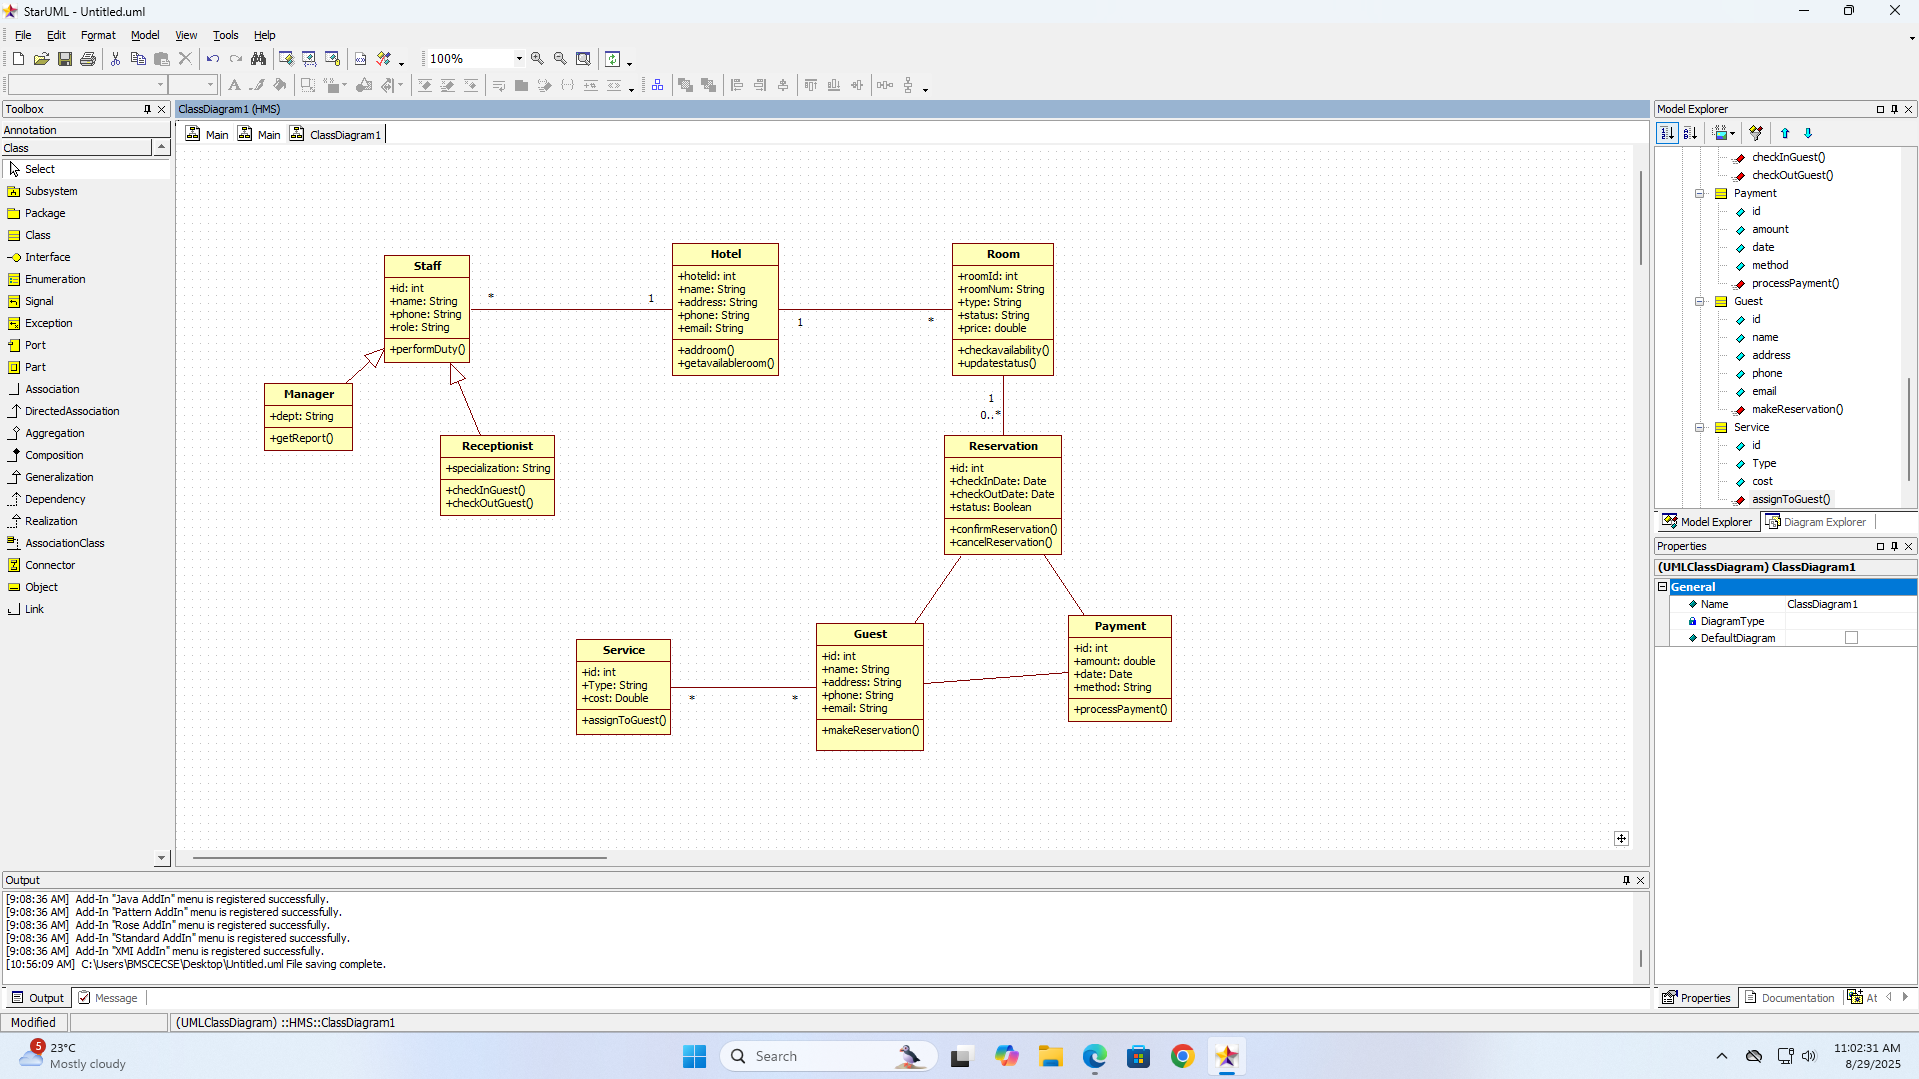 StarUML - Untitled.uml
File Edit Format Model View Tools Help
100%
Toolbox
Annotation
Class
Select
Subsystem
Package
Class
Interface
Enumeration
Signal
Exception
Port
Part
Association
DirectedAssociation
Aggregation
Composition
Generalization
Dependency
Realization
AssociationClass
Connector
Object
Link
ClassDiagram1 (HMS)
Main Main ClassDiagram1
Staff
+id: int
+name: String
+phone: String
+role: String
+performDuty()
* 1
Hotel
+hotelid: int
+name: String
+address: String
+phone: String
+email: String
+addroom()
+getavailableroom()
1 *
Room
+roomId: int
+roomNum: String
+type: String
+status: String
+price: double
+checkavailability()
+updatestatus()
Manager
+dept: String
+getReport()
Receptionist
+specialization: String
+checkInGuest()
+checkOutGuest()
1
0..*
Reservation
+id: int
+checkInDate: Date
+checkOutDate: Date
+status: Boolean
+confirmReservation()
+cancelReservation()
Service
+id: int
+Type: String
+cost: Double
+assignToGuest()
* *
Guest
+id: int
+name: String
+address: String
+phone: String
+email: String
+makeReservation()
Payment
+id: int
+amount: double
+date: Date
+method: String
+processPayment()
Model Explorer
checkInGuest()
checkOutGuest()
Payment
id
amount
date
method
processPayment()
Guest
id
name
address
phone
email
makeReservation()
Service
id
Type
cost
assignToGuest()
Model Explorer Diagram Explorer
Properties
(UMLClassDiagram) ClassDiagram1
General
Name ClassDiagram1
DiagramType
DefaultDiagram
Properties Documentation At
Output
[9:08:36 AM] Add-In "Java AddIn" menu is registered successfully.
[9:08:36 AM] Add-In "Pattern AddIn" menu is registered successfully.
[9:08:36 AM] Add-In "Rose AddIn" menu is registered successfully.
[9:08:36 AM] Add-In "Standard AddIn" menu is registered successfully.
[9:08:36 AM] Add-In "XMI AddIn" menu is registered successfully.
[10:56:09 AM] C:\Users\BMSCECSE\Desktop\Untitled.uml File saving complete.
Output Message
Modified (UMLClassDiagram) ::HMS::ClassDiagram1
5
23°C
Mostly cloudy
Search
11:02:31 AM
8/29/2025